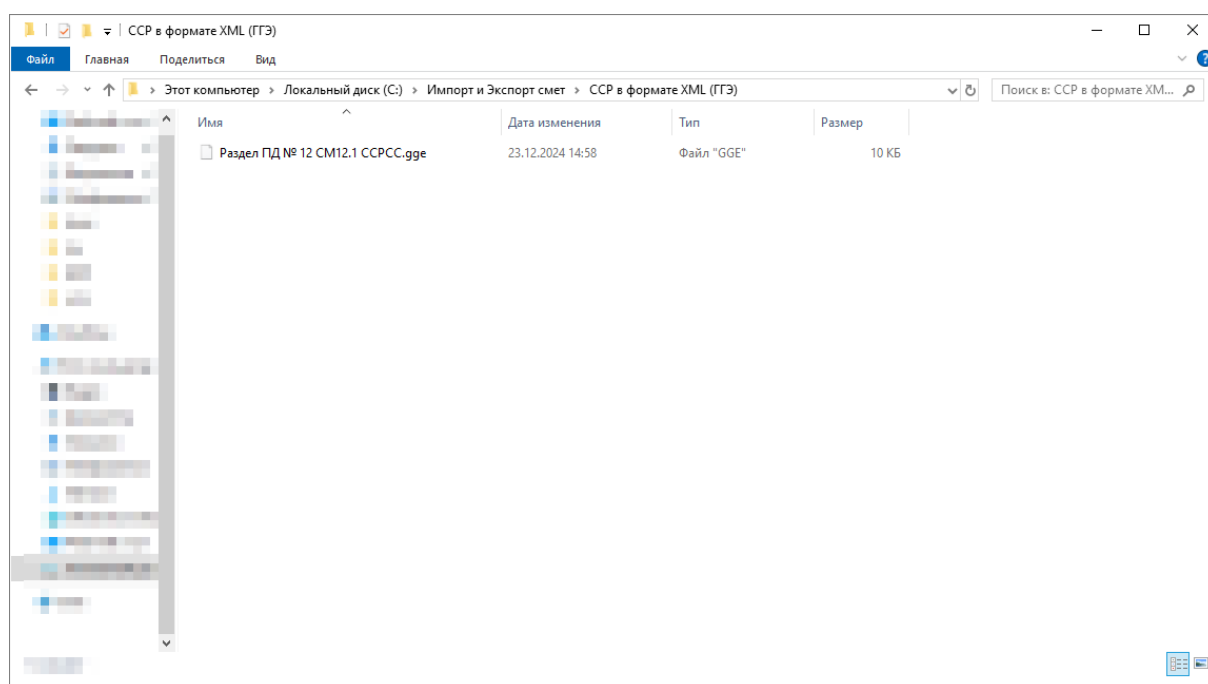 ССР в формате XML (ГГЭ)
Файл Главная Поделиться Вид
Этот компьютер > Локальный диск (C:) > Импорт и Экспорт смет > ССР в формате XML (ГГЭ)
Поиск в: ССР в формате XM...
Имя Дата изменения Тип Размер
Раздел ПД № 12 СМ12.1 ССРСС.gge 23.12.2024 14:58 Файл "GGE" 10 КБ